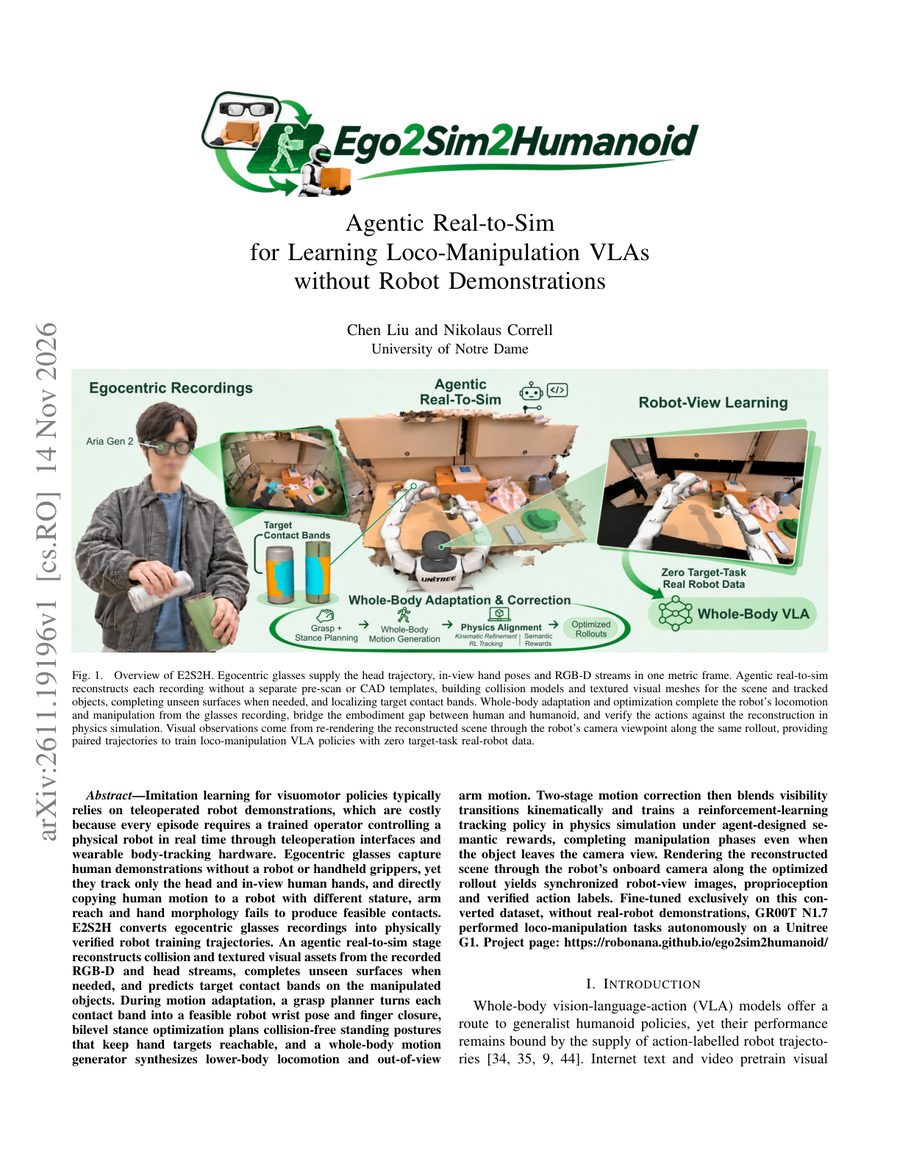 Ego2Sim2Humanoid
Agentic Real-to-Sim
for Learning Loco-Manipulation VLAs
without Robot Demonstrations
Chen Liu and Nikolaus Correll
University of Notre Dame
arXiv:2611.19196v1 [cs.RO] 14 Nov 2026
Egocentric Recordings
Aria Gen 2
Target
Contact Bands
Agentic
Real-To-Sim
</>
UNITREE
Robot-View Learning
Zero Target-Task
Real Robot Data
Whole-Body VLA
Whole-Body Adaptation & Correction
Grasp +
Stance Planning
Whole-Body
Motion Generation
Physics Alignment
Kinematic Refinement
RL Tracking
Semantic
Rewards
Optimized
Rollouts
Fig. 1. Overview of E2S2H. Egocentric glasses supply the head trajectory, in-view hand poses and RGB-D streams in one metric frame. Agentic real-to-sim
reconstructs each recording without a separate pre-scan or CAD templates, building collision models and textured visual meshes for the scene and tracked
objects, completing unseen surfaces when needed, and localizing target contact bands. Whole-body adaptation and optimization complete the robot's locomotion
and manipulation from the glasses recording, bridge the embodiment gap between human and humanoid, and verify the actions against the reconstruction in
physics simulation. Visual observations come from re-rendering the reconstructed scene through the robot's camera viewpoint along the same rollout, providing
paired trajectories to train loco-manipulation VLA policies with zero target-task real-robot data.
Abstract—Imitation learning for visuomotor policies typically
relies on teleoperated robot demonstrations, which are costly
because every episode requires a trained operator controlling a
physical robot in real time through teleoperation interfaces and
wearable body-tracking hardware. Egocentric glasses capture
human demonstrations without a robot or handheld grippers, yet
they track only the head and in-view human hands, and directly
copying human motion to a robot with different stature, arm
reach and hand morphology fails to produce feasible contacts.
E2S2H converts egocentric glasses recordings into physically
verified robot training trajectories. An agentic real-to-sim stage
reconstructs collision and textured visual assets from the recorded
RGB-D and head streams, completes unseen surfaces when
needed, and predicts target contact bands on the manipulated
objects. During motion adaptation, a grasp planner turns each
contact band into a feasible robot wrist pose and finger closure,
bilevel stance optimization plans collision-free standing postures
that keep hand targets reachable, and a whole-body motion
generator synthesizes lower-body locomotion and out-of-view
arm motion. Two-stage motion correction then blends visibility
transitions kinematically and trains a reinforcement-learning
tracking policy in physics simulation under agent-designed se-
mantic rewards, completing manipulation phases even when
the object leaves the camera view. Rendering the reconstructed
scene through the robot's onboard camera along the optimized
rollout yields synchronized robot-view images, proprioception
and verified action labels. Fine-tuned exclusively on this con-
verted dataset, without real-robot demonstrations, GR00T N1.7
performed loco-manipulation tasks autonomously on a Unitree
G1. Project page: https://robonana.github.io/ego2sim2humanoid/
I. INTRODUCTION
Whole-body vision-language-action (VLA) models offer a
route to generalist humanoid policies, yet their performance
remains bound by the supply of action-labelled robot trajecto-
ries [34, 35, 9, 44]. Internet text and video pretrain visual